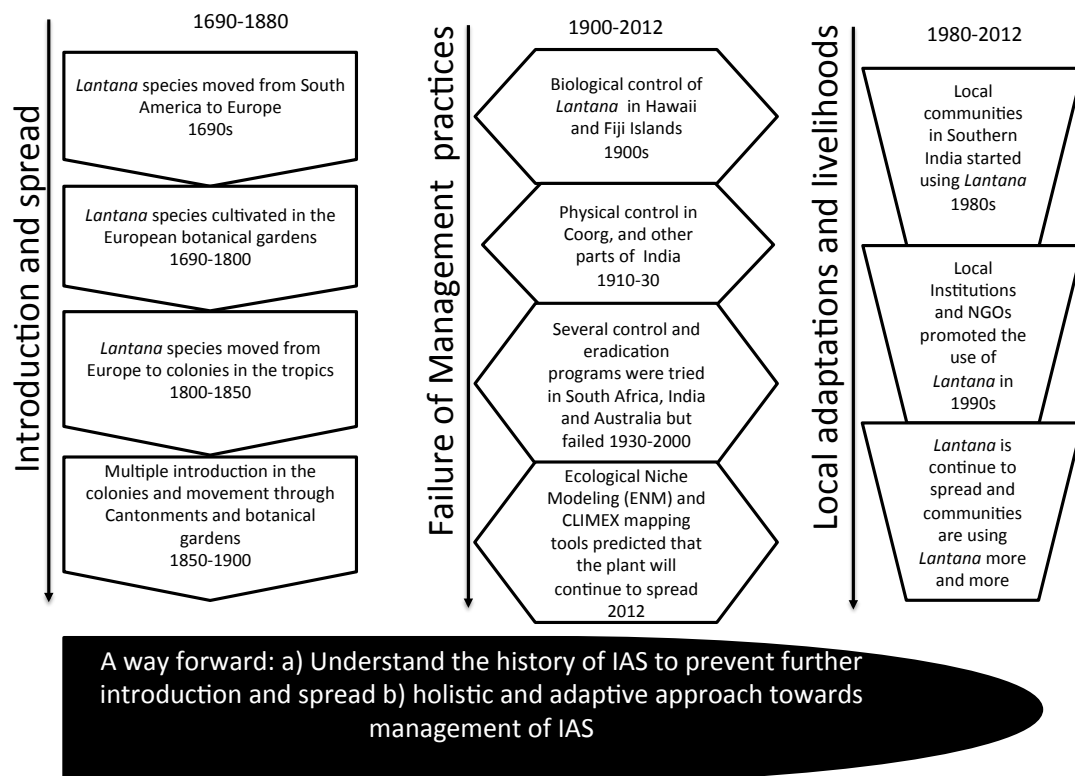 Introduction and spread
1690-1880
Lantana species moved from South
America to Europe
1690s
Lantana species cultivated in the
European botanical gardens
1690-1800
Lantana species moved from
Europe to colonies in the tropics
1800-1850
Multiple introduction in the
colonies and movement through
Cantonments and botanical
gardens
1850-1900
Failure of Management practices
1900-2012
Biological control of
Lantana in Hawaii
and Fiji Islands
1900s
Physical control in
Coorg, and other
parts of India
1910-30
Several control and
eradication
programs were tried
in South Africa, India
and Australia but
failed 1930-2000
Ecological Niche
Modeling (ENM) and
CLIMEX mapping
tools predicted that
the plant will
continue to spread
2012
Local adaptations and livelihoods
1980-2012
Local
communities
in Southern
India started
using Lantana
1980s
Local
Institutions
and NGOs
promoted the
use of
Lantana in
1990s
Lantana is
continue to
spread and
communities
are using
Lantana more
and more
A way forward: a) Understand the history of IAS to prevent further
introduction and spread b) holistic and adaptive approach towards
management of IAS